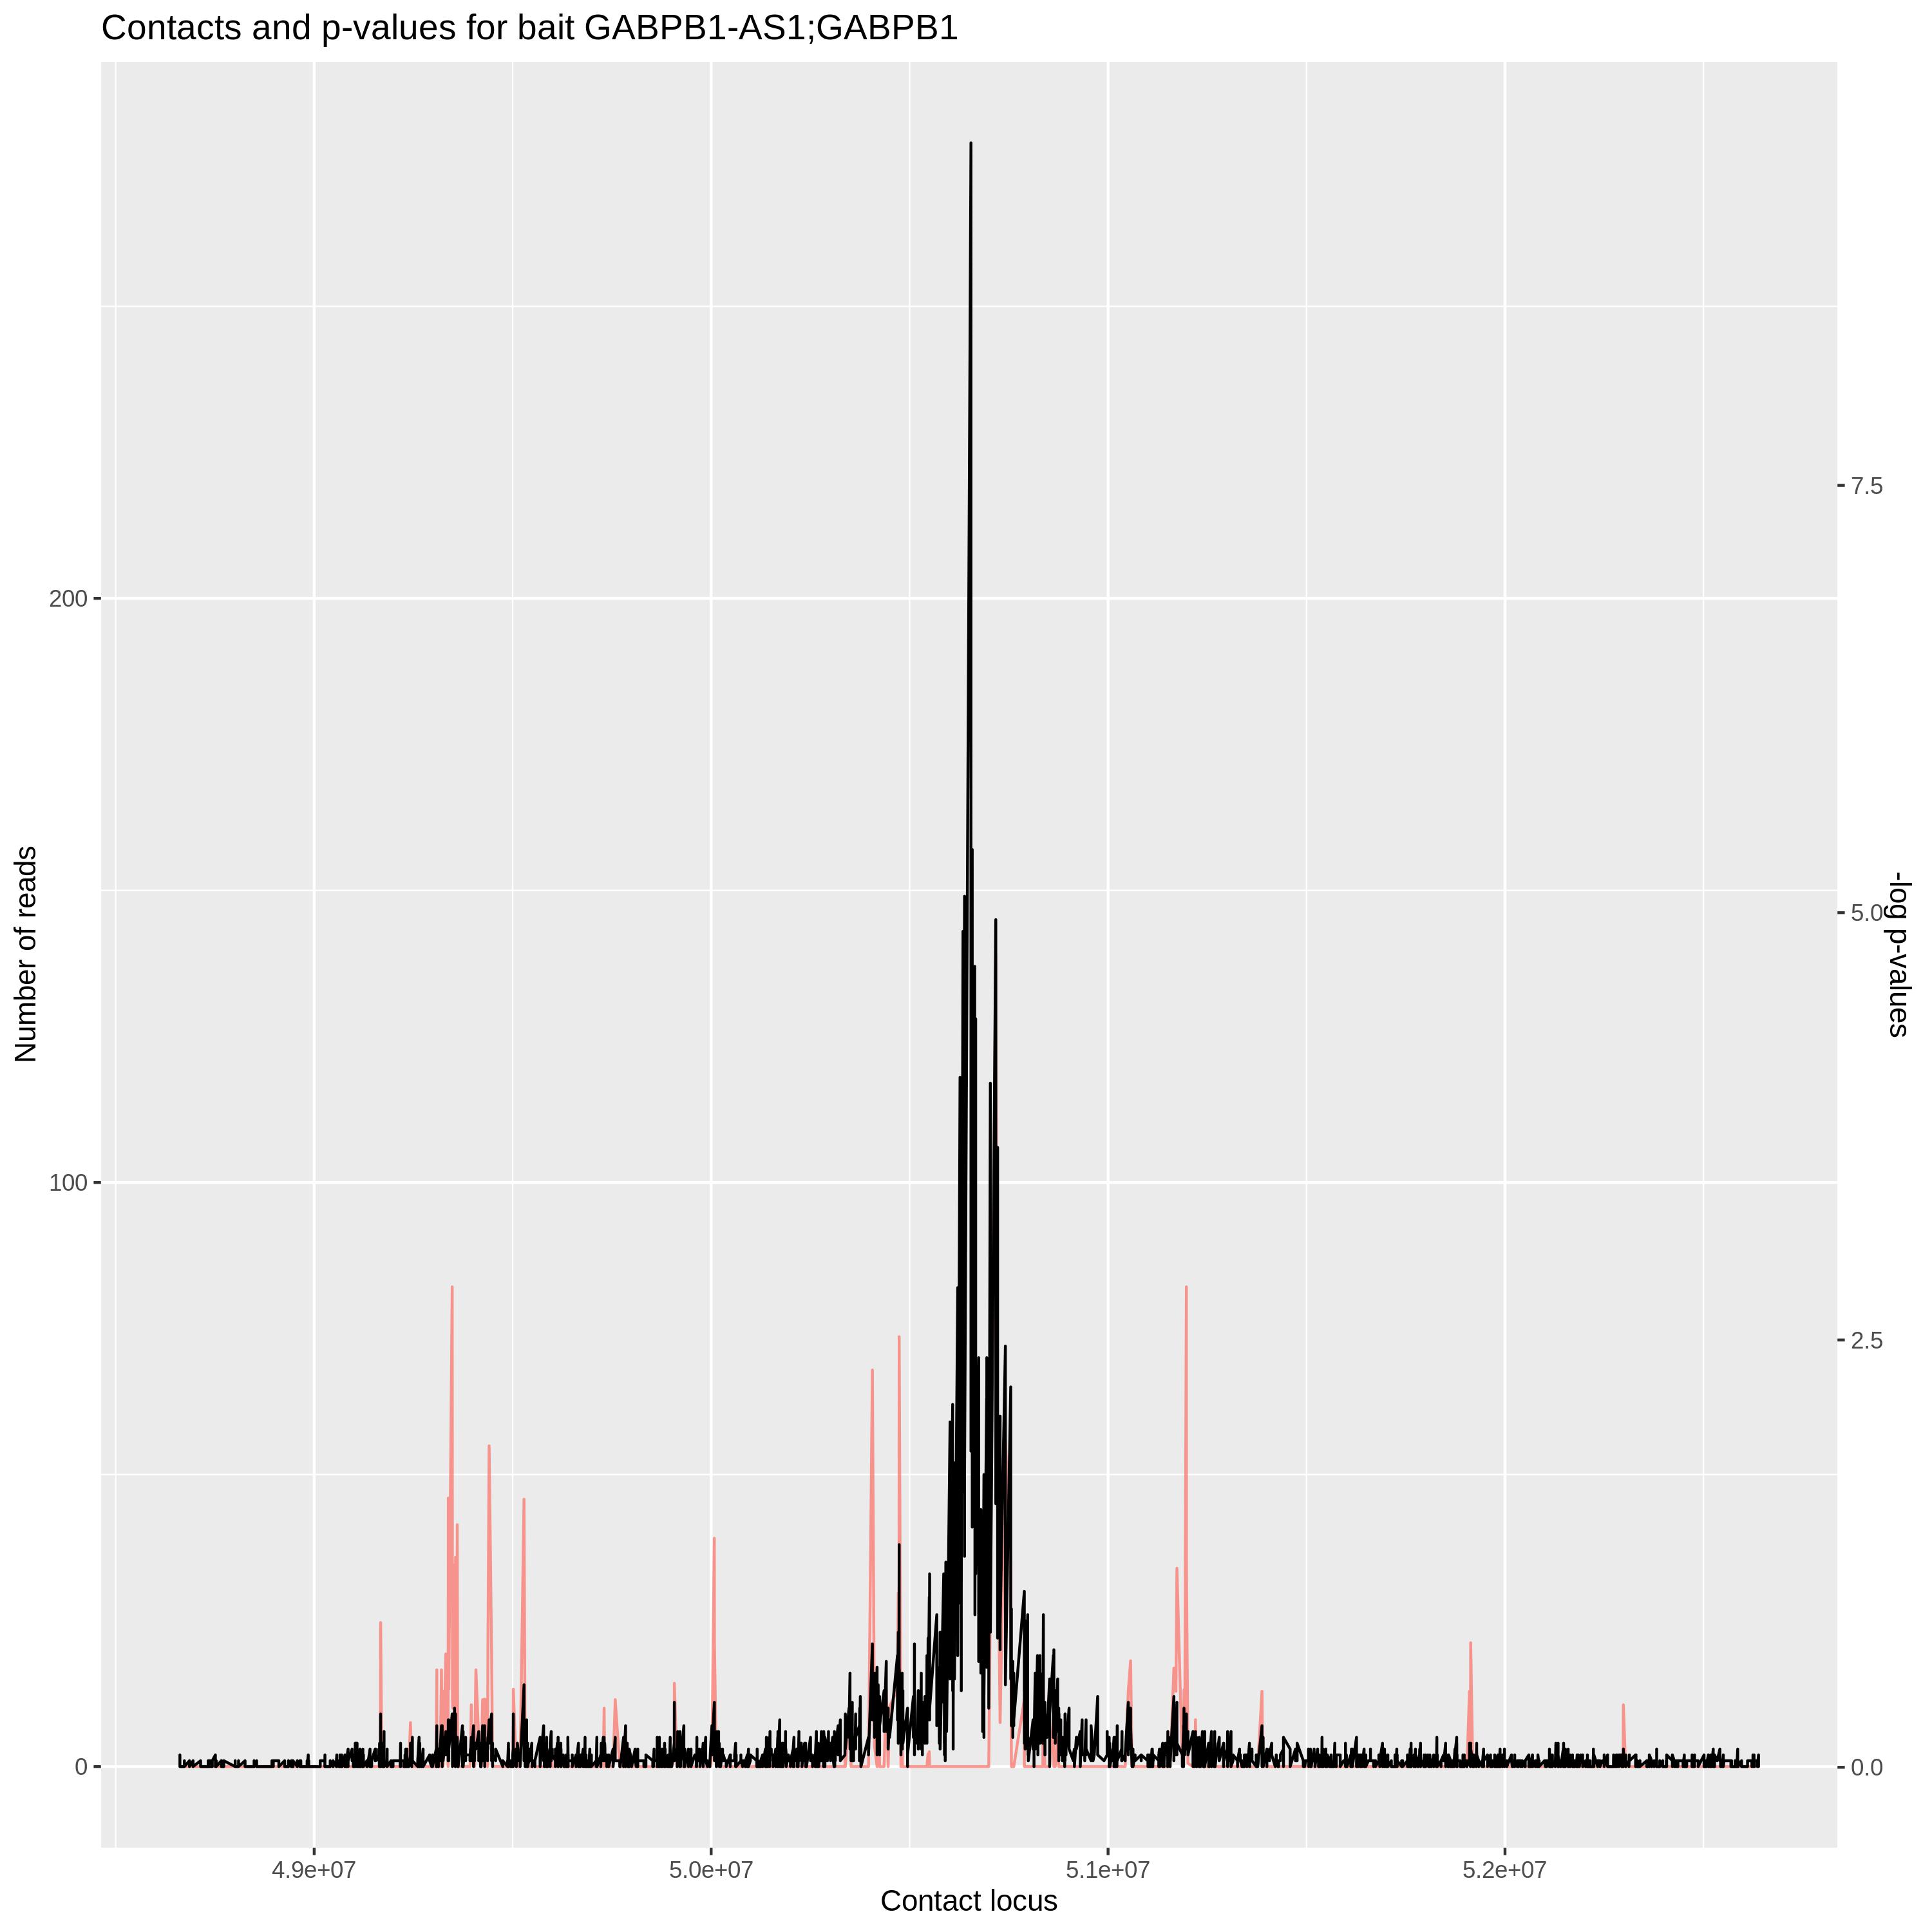 Contacts and p-values for bait GABPB1-AS1;GABPB1
Number of reads
200
100
0
7.5
5.0
2.5
0.0
-log p-values
4.9e+07
5.0e+07
5.1e+07
5.2e+07
Contact locus